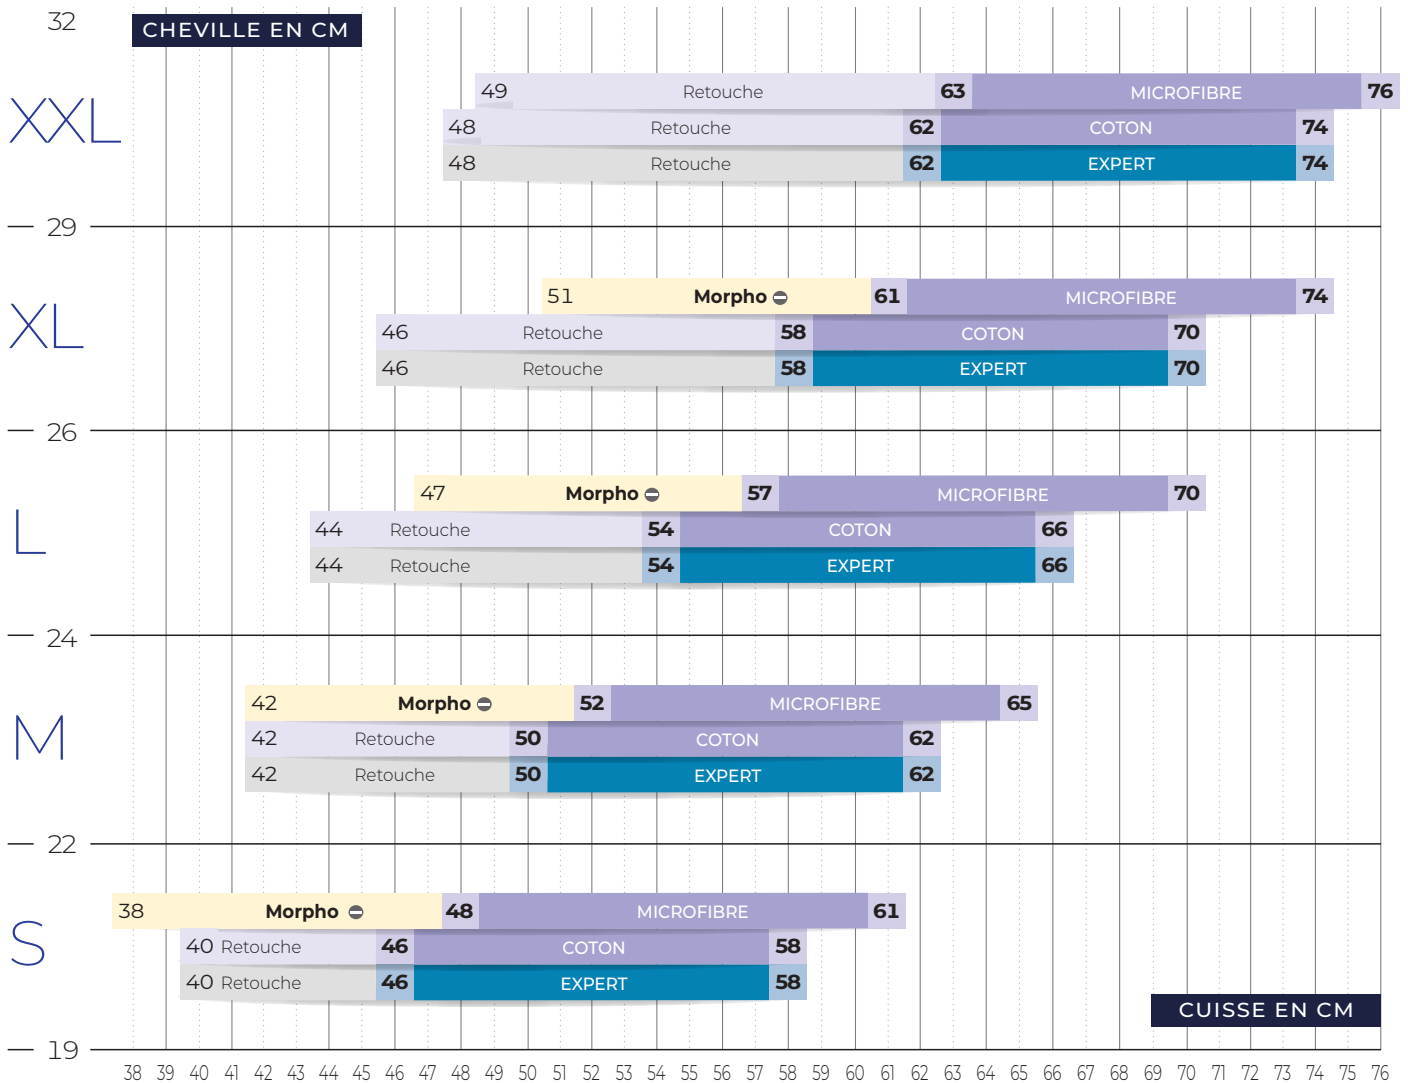 32
CHEVILLE EN CM
XXL
49 Retouche 63 MICROFIBRE 76
48 Retouche 62 COTON 74
48 Retouche 62 EXPERT 74
29
XL
51 Morpho 61 MICROFIBRE 74
46 Retouche 58 COTON 70
46 Retouche 58 EXPERT 70
26
L
47 Morpho 57 MICROFIBRE 70
44 Retouche 54 COTON 66
44 Retouche 54 EXPERT 66
24
M
42 Morpho 52 MICROFIBRE 65
42 Retouche 50 COTON 62
42 Retouche 50 EXPERT 62
22
S
38 Morpho 48 MICROFIBRE 61
40 Retouche 46 COTON 58
40 Retouche 46 EXPERT 58
CUISSE EN CM
19
38 39 40 41 42 43 44 45 46 47 48 49 50 51 52 53 54 55 56 57 58 59 60 61 62 63 64 65 66 67 68 69 70 71 72 73 74 75 76